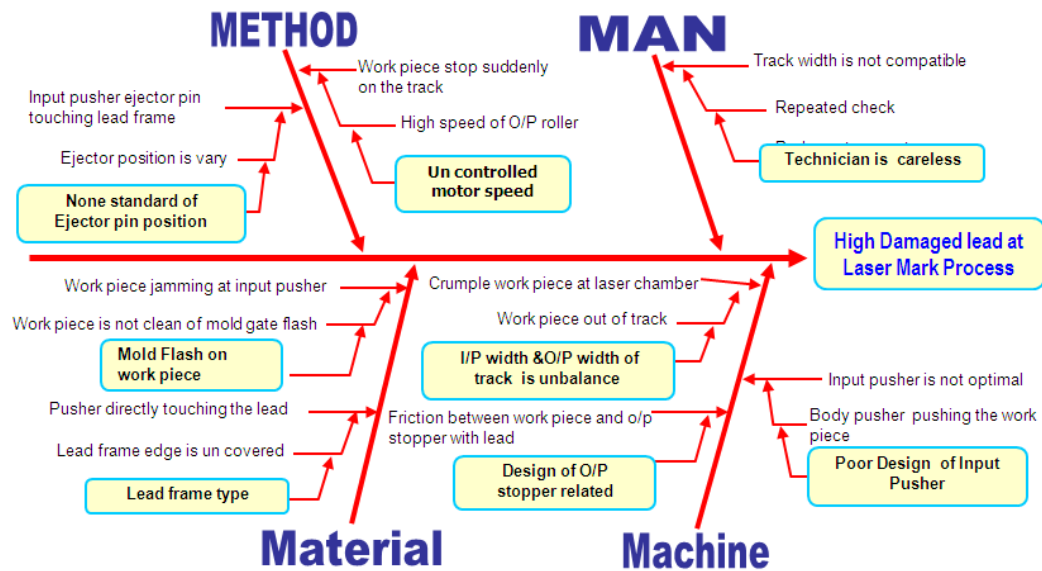 METHOD
MAN
Work piece stop suddenly
on the track
High speed of O/P roller
Un controlled
motor speed
Input pusher ejector pin
touching lead frame
Ejector position is vary
None standard of
Ejector pin position
Track width is not compatible
Repeated check
Technician is careless
High Damaged lead at
Laser Mark Process
Work piece jamming at input pusher
Work piece is not clean of mold gate flash
Mold Flash on
work piece
Pusher directly touching the lead
Lead frame edge is un covered
Lead frame type
Crumple work piece at laser chamber
Work piece out of track
I/P width &O/P width of
track is unbalance
Friction between work piece and o/p
stopper with lead
Design of O/P
stopper related
Input pusher is not optimal
Body pusher pushing the work
piece
Poor Design of Input
Pusher
Material
Machine